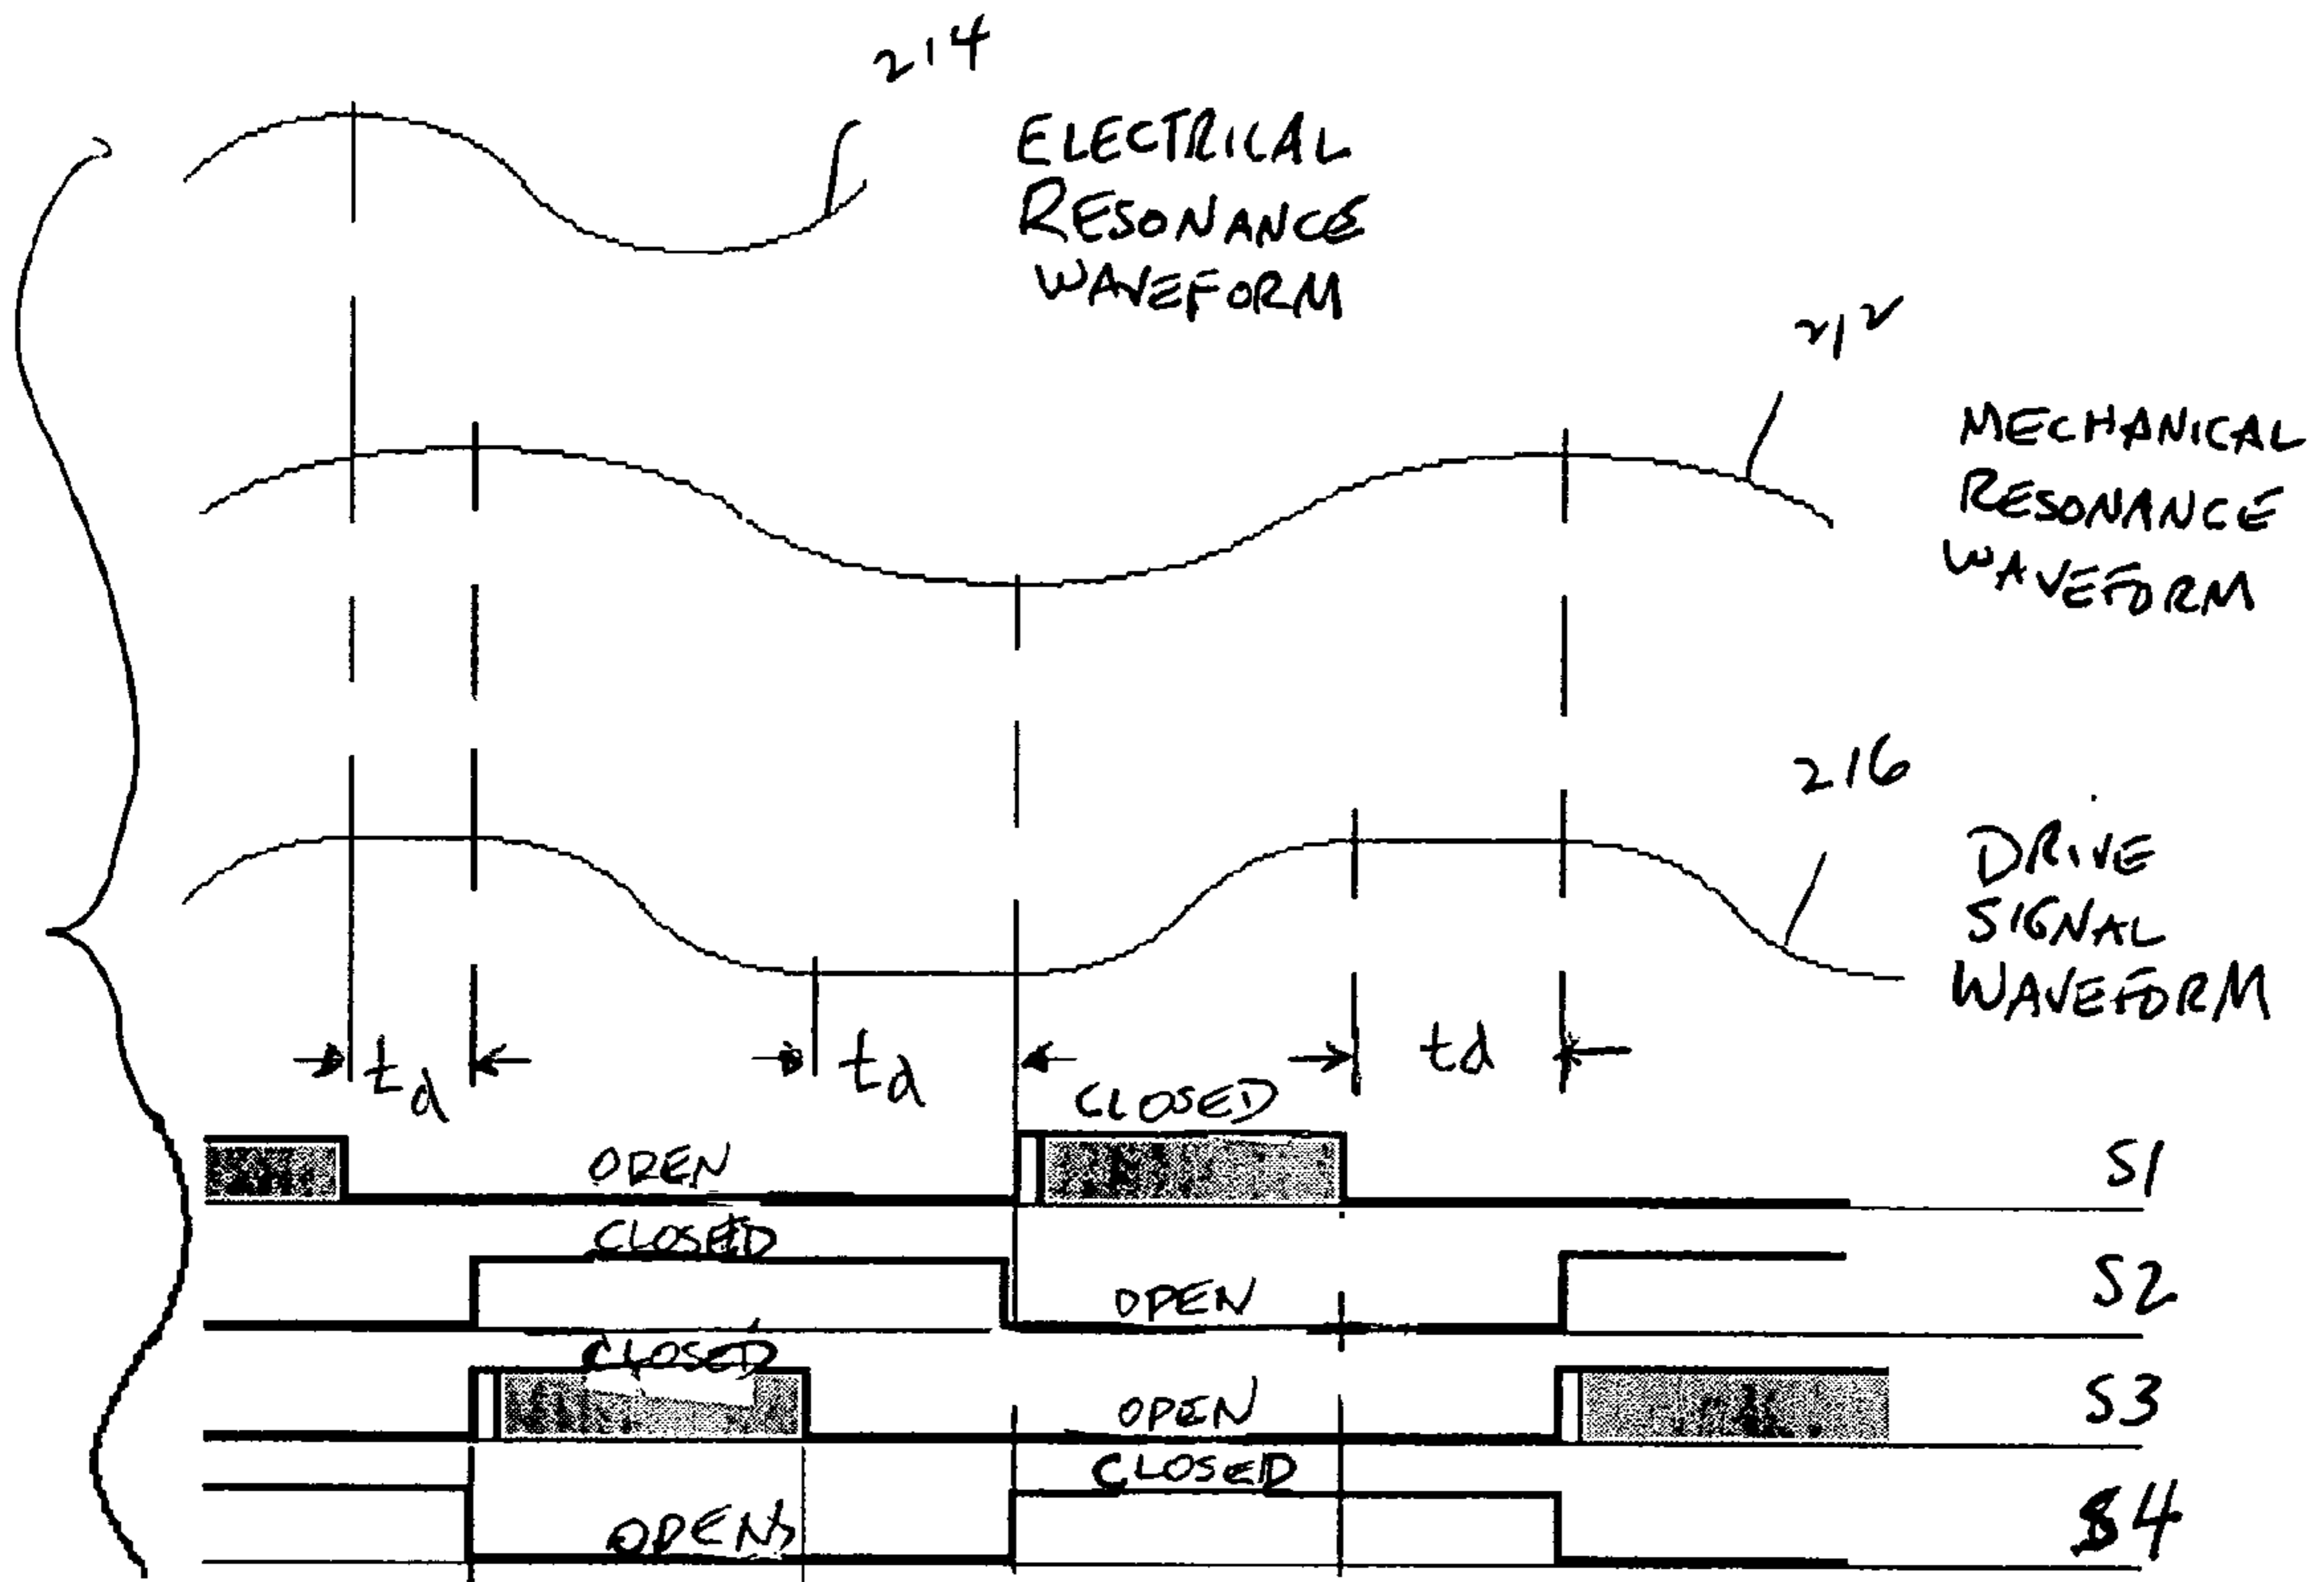 214
ELECTRICAL
RESONANCE
WAVEFORM
212
MECHANICAL
RESONANCE
WAVEFORM
216
DRIVE
SIGNAL
WAVEFORM
td td td
CLOSED
OPEN S1
CLOSED
OPEN S2
CLOSED
OPEN S3
CLOSED
OPENS S4